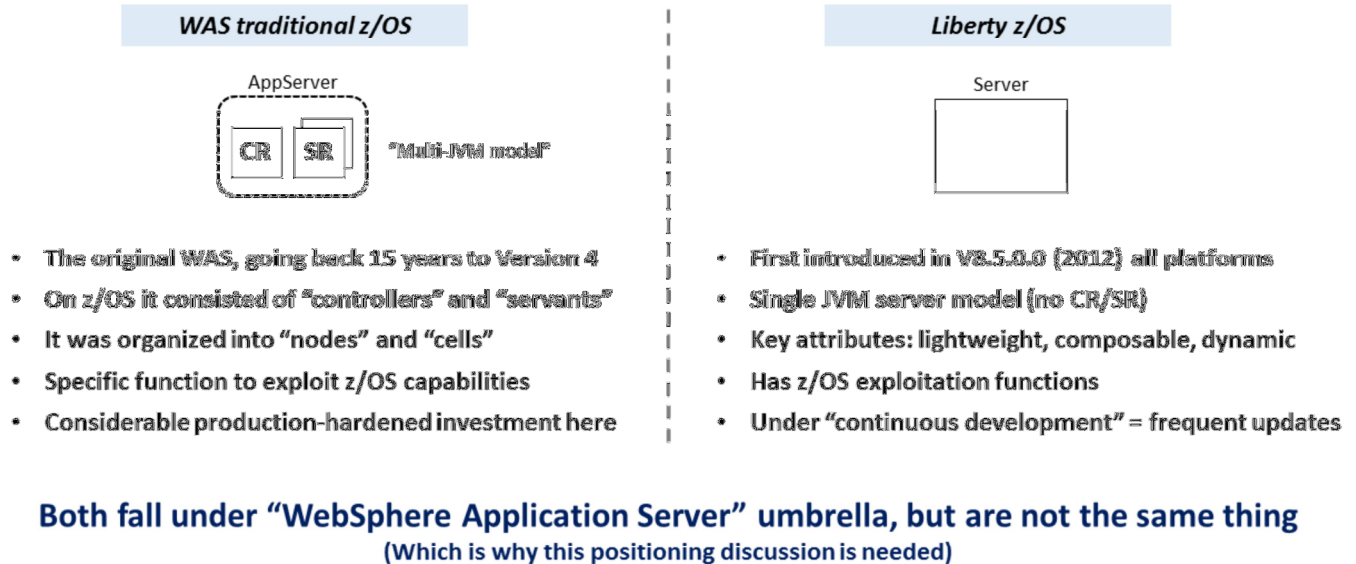 WAS traditional z/OS
AppServer
CR
SR
"Multi-JVM model"
• The original WAS, going back 15 years to Version 4
• On z/OS it consisted of “controllers” and “servants”
• It was organized into “nodes” and “cells”
• Specific function to exploit z/OS capabilities
• Considerable production-hardened investment here
Liberty z/OS
Server
• First introduced in V8.5.0.0 (2012) all platforms
• Single JVM server model (no CR/SR)
• Key attributes: lightweight, composable, dynamic
• Has z/OS exploitation functions
• Under “continuous development” = frequent updates
Both fall under “WebSphere Application Server” umbrella, but are not the same thing
(Which is why this positioning discussion is needed)